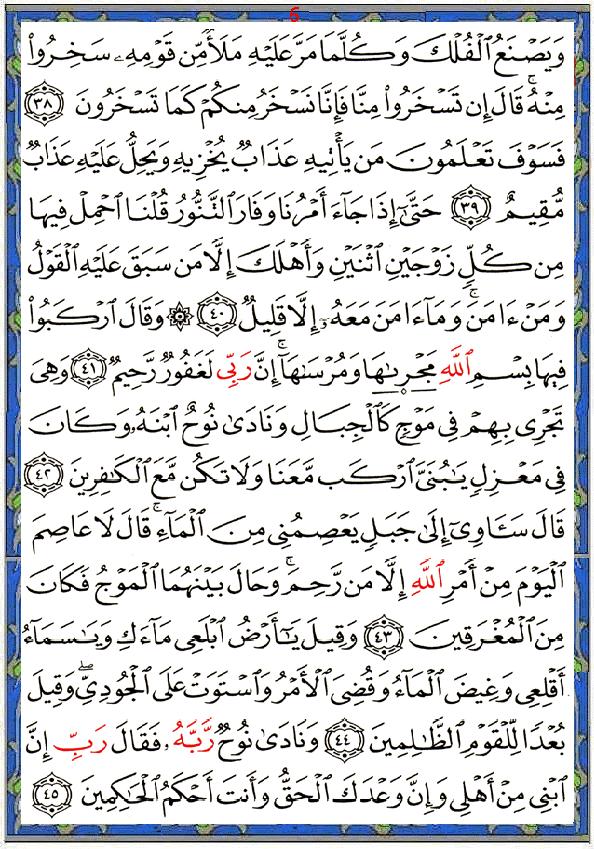 6
وَيَصْنَعُ ٱلْفُلْكَ وَكُلَّمَا مَرَّ عَلَيْهِ مَلَأٌ مِّن قَوْمِهِۦ سَخِرُوا۟
مِنْهُ ۚ قَالَ إِن تَسْخَرُوا۟ مِنَّا فَإِنَّا نَسْخَرُ مِنكُمْ كَمَا تَسْخَرُونَ ٣٨
فَسَوْفَ تَعْلَمُونَ مَن يَأْتِيهِ عَذَابٌ يُخْزِيهِ وَيَحِلُّ عَلَيْهِ عَذَابٌ
مُّقِيمٌ ٣٩ حَتَّىٰٓ إِذَا جَآءَ أَمْرُنَا وَفَارَ ٱلتَّنُّورُ قُلْنَا ٱحْمِلْ فِيهَا
مِن كُلٍّ زَوْجَيْنِ ٱثْنَيْنِ وَأَهْلَكَ إِلَّا مَن سَبَقَ عَلَيْهِ ٱلْقَوْلُ
وَمَنْ ءَامَنَ ۚ وَمَآ ءَامَنَ مَعَهُۥٓ إِلَّا قَلِيلٌ ٤٠ ۞ وَقَالَ ٱرْكَبُوا۟
فِيهَا بِسْمِ ٱللَّهِ مَجْر۪ىٰهَا وَمُرْسَىٰهَآ ۚ إِنَّ رَبِّى لَغَفُورٌ رَّحِيمٌ ٤١ وَهِىَ
تَجْرِى بِهِمْ فِى مَوْجٍ كَٱلْجِبَالِ وَنَادَىٰ نُوحٌ ٱبْنَهُۥ وَكَانَ
فِى مَعْزِلٍ يَـٰبُنَىَّ ٱرْكَب مَّعَنَا وَلَا تَكُن مَّعَ ٱلْكَـٰفِرِينَ ٤٢
قَالَ سَـَٔاوِىٓ إِلَىٰ جَبَلٍ يَعْصِمُنِى مِنَ ٱلْمَآءِ ۚ قَالَ لَا عَاصِمَ
ٱلْيَوْمَ مِنْ أَمْرِ ٱللَّهِ إِلَّا مَن رَّحِمَ ۚ وَحَالَ بَيْنَهُمَا ٱلْمَوْجُ فَكَانَ
مِنَ ٱلْمُغْرَقِينَ ٤٣ وَقِيلَ يَـٰٓأَرْضُ ٱبْلَعِى مَآءَكِ وَيَـٰسَمَآءُ
أَقْلِعِى وَغِيضَ ٱلْمَآءُ وَقُضِىَ ٱلْأَمْرُ وَٱسْتَوَتْ عَلَى ٱلْجُودِىِّ ۖ وَقِيلَ
بُعْدًا لِّلْقَوْمِ ٱلظَّـٰلِمِينَ ٤٤ وَنَادَىٰ نُوحٌ رَّبَّهُۥ فَقَالَ رَبِّ إِنَّ
ٱبْنِى مِنْ أَهْلِى وَإِنَّ وَعْدَكَ ٱلْحَقُّ وَأَنتَ أَحْكَمُ ٱلْحَـٰكِمِينَ ٤٥